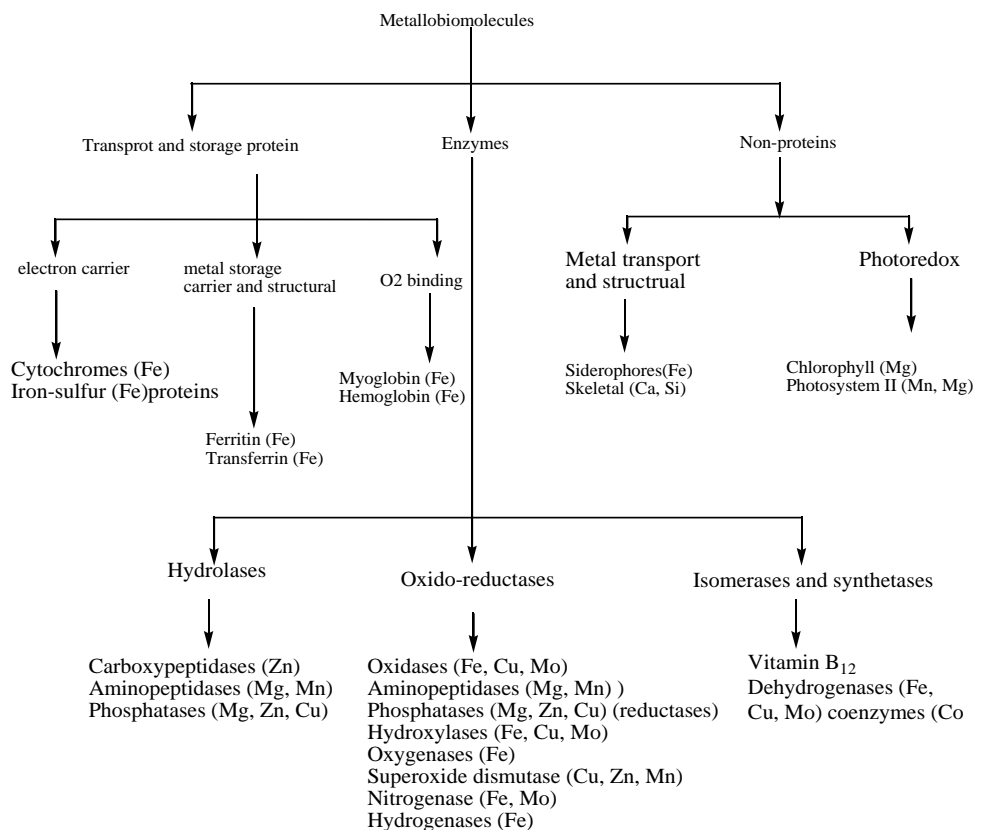 Metallobiomolecules
Transprot and storage protein
Enzymes
Non-proteins
electron carrier
metal storage
carrier and structural
O2 binding
Metal transport
and structrual
Photoredox
Cytochromes (Fe)
Iron-sulfur (Fe)proteins
Ferritin (Fe)
Transferrin (Fe)
Myoglobin (Fe)
Hemoglobin (Fe)
Siderophores(Fe)
Skeletal (Ca, Si)
Chlorophyll (Mg)
Photosystem II (Mn, Mg)
Hydrolases
Oxido-reductases
Isomerases and synthetases
Carboxypeptidases (Zn)
Aminopeptidases (Mg, Mn)
Phosphatases (Mg, Zn, Cu)
Oxidases (Fe, Cu, Mo)
Aminopeptidases (Mg, Mn) )
Phosphatases (Mg, Zn, Cu) (reductases)
Hydroxylases (Fe, Cu, Mo)
Oxygenases (Fe)
Superoxide dismutase (Cu, Zn, Mn)
Nitrogenase (Fe, Mo)
Hydrogenases (Fe)
Vitamin B12
Dehydrogenases (Fe,
Cu, Mo) coenzymes (Co